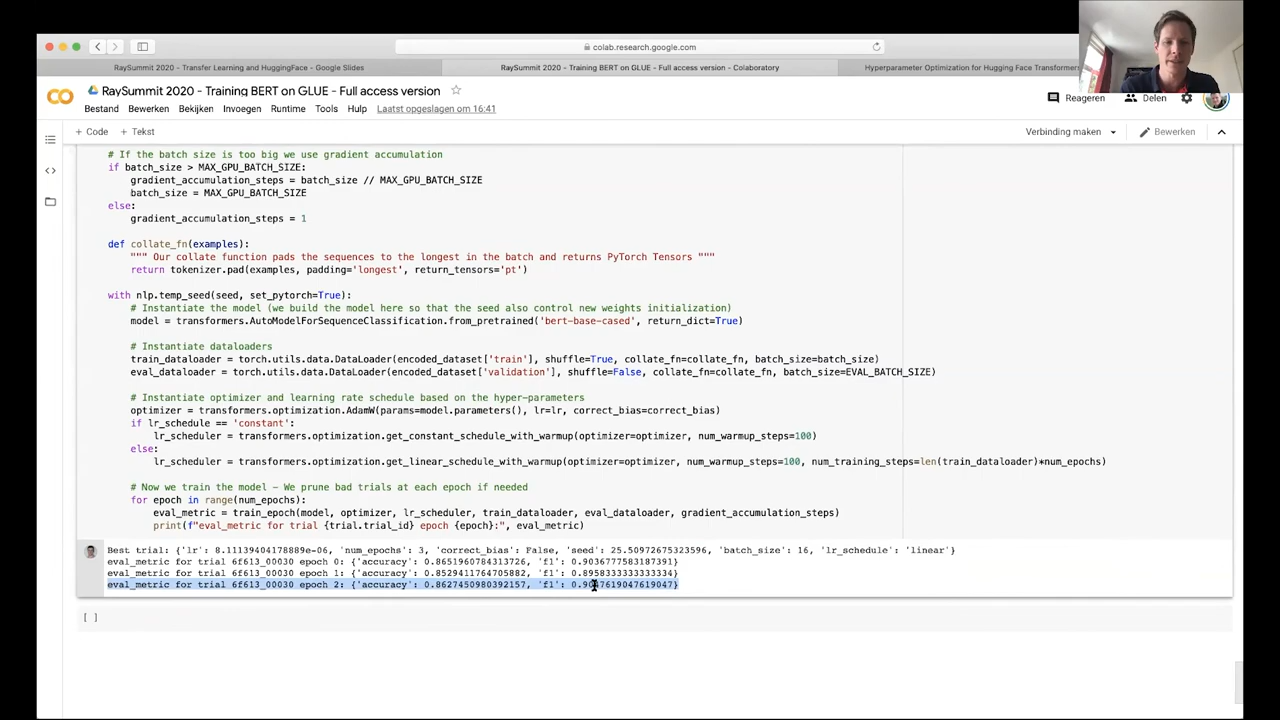 colab.research.google.com
RaySummit 2020 - Transfer Learning and HuggingFace - Google Slides
RaySummit 2020 - Training BERT on GLUE - Full access version - Colaboratory
Hyperparameter Optimization for Hugging Face Transformers
RaySummit 2020 - Training BERT on GLUE - Full access version
Bestand Bewerken Bekijken Invoegen Runtime Tools Hulp Laatst opgeslagen om 16:41
Reageren Delen
+ Code + Tekst
Verbinding maken Bewerken
# If the batch size is too big we use gradient accumulation
if batch_size > MAX_GPU_BATCH_SIZE:
gradient_accumulation_steps = batch_size // MAX_GPU_BATCH_SIZE
batch_size = MAX_GPU_BATCH_SIZE
else:
gradient_accumulation_steps = 1
def collate_fn(examples):
""" Our collate function pads the sequences to the longest in the batch and returns PyTorch Tensors """
return tokenizer.pad(examples, padding='longest', return_tensors='pt')
with nlp.temp_seed(seed, set_pytorch=True):
# Instantiate the model (we build the model here so that the seed also control new weights initialization)
model = transformers.AutoModelForSequenceClassification.from_pretrained('bert-base-cased', return_dict=True)
# Instantiate dataloaders
train_dataloader = torch.utils.data.DataLoader(encoded_dataset['train'], shuffle=True, collate_fn=collate_fn, batch_size=batch_size)
eval_dataloader = torch.utils.data.DataLoader(encoded_dataset['validation'], shuffle=False, collate_fn=collate_fn, batch_size=EVAL_BATCH_SIZE)
# Instantiate optimizer and learning rate schedule based on the hyper-parameters
optimizer = transformers.optimization.AdamW(params=model.parameters(), lr=lr, correct_bias=correct_bias)
if lr_schedule == 'constant':
lr_scheduler = transformers.optimization.get_constant_schedule_with_warmup(optimizer=optimizer, num_warmup_steps=100)
else:
lr_scheduler = transformers.optimization.get_linear_schedule_with_warmup(optimizer=optimizer, num_warmup_steps=100, num_training_steps=len(train_dataloader)*num_epochs)
# Now we train the model - We prune bad trials at each epoch if needed
for epoch in range(num_epochs):
eval_metric = train_epoch(model, optimizer, lr_scheduler, train_dataloader, eval_dataloader, gradient_accumulation_steps)
print(f"eval_metric for trial {trial.trial_id} epoch {epoch}:", eval_metric)
Best trial: {'lr': 8.11139404178889e-06, 'num_epochs': 3, 'correct_bias': False, 'seed': 25.50972675323596, 'batch_size': 16, 'lr_schedule': 'linear'}
eval_metric for trial 6f613_00030 epoch 0: {'accuracy': 0.8651960784313726, 'f1': 0.9036777583187391}
eval_metric for trial 6f613_00030 epoch 1: {'accuracy': 0.8529411764705882, 'f1': 0.8958333333333334}
eval_metric for trial 6f613_00030 epoch 2: {'accuracy': 0.8627450980392157, 'f1':
[ ]